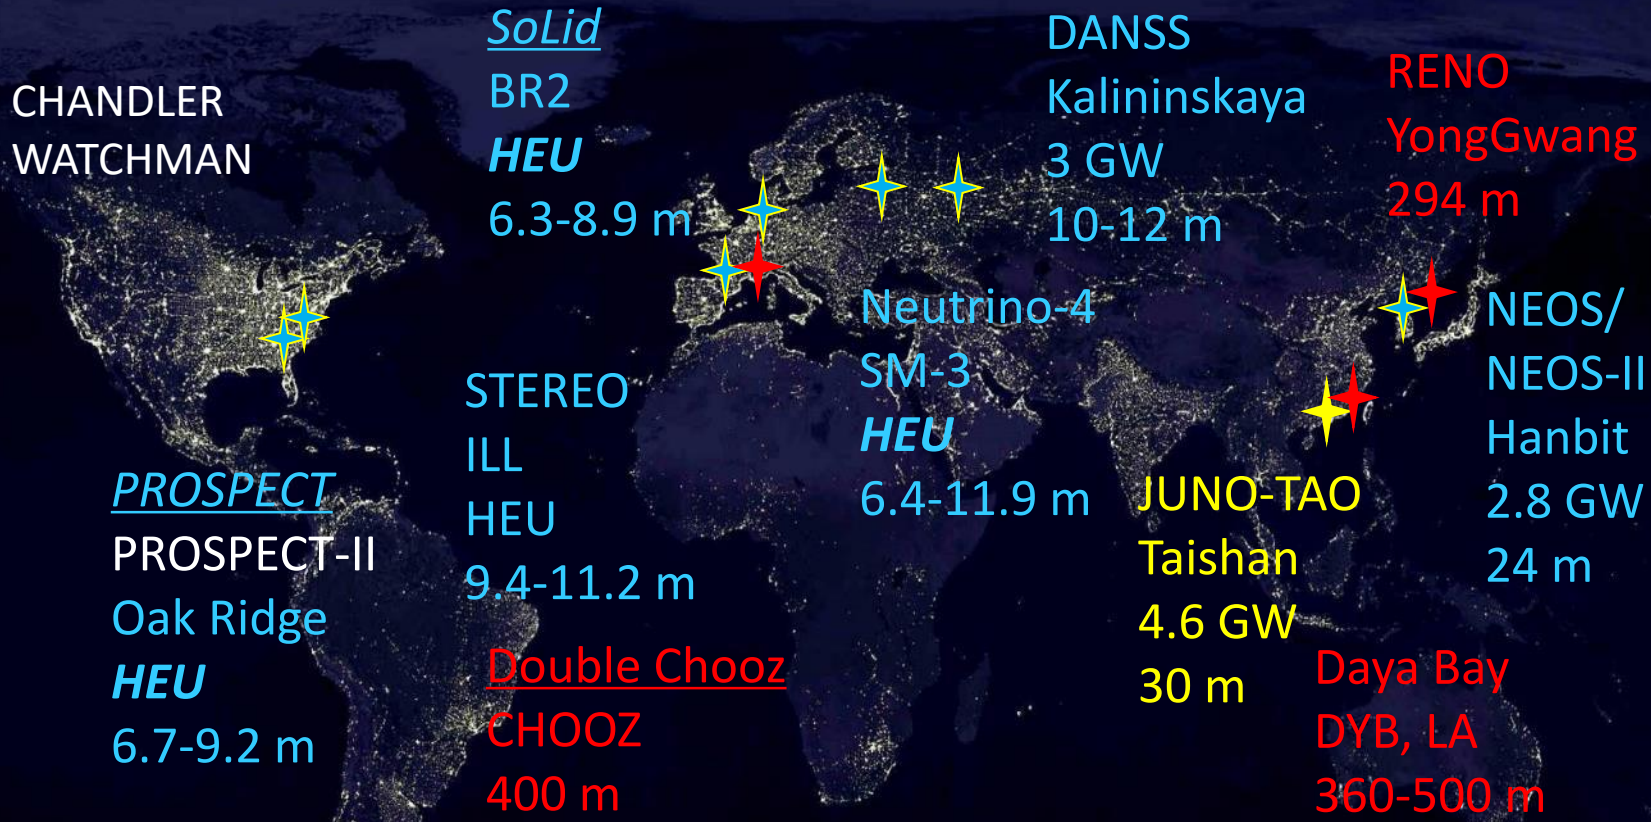 CHANDLER
WATCHMAN
SoLid
BR2
HEU
6.3-8.9 m
DANSS
Kalininskaya
3 GW
10-12 m
RENO
YongGwang
294 m
Neutrino-4
SM-3
HEU
6.4-11.9 m
NEOS/
NEOS-II
Hanbit
2.8 GW
24 m
STEREO
ILL
HEU
9.4-11.2 m
PROSPECT
PROSPECT-II
Oak Ridge
HEU
6.7-9.2 m
JUNO-TAO
Taishan
4.6 GW
30 m
Double Chooz
CHOOZ
400 m
Daya Bay
DYB, LA
360-500 m